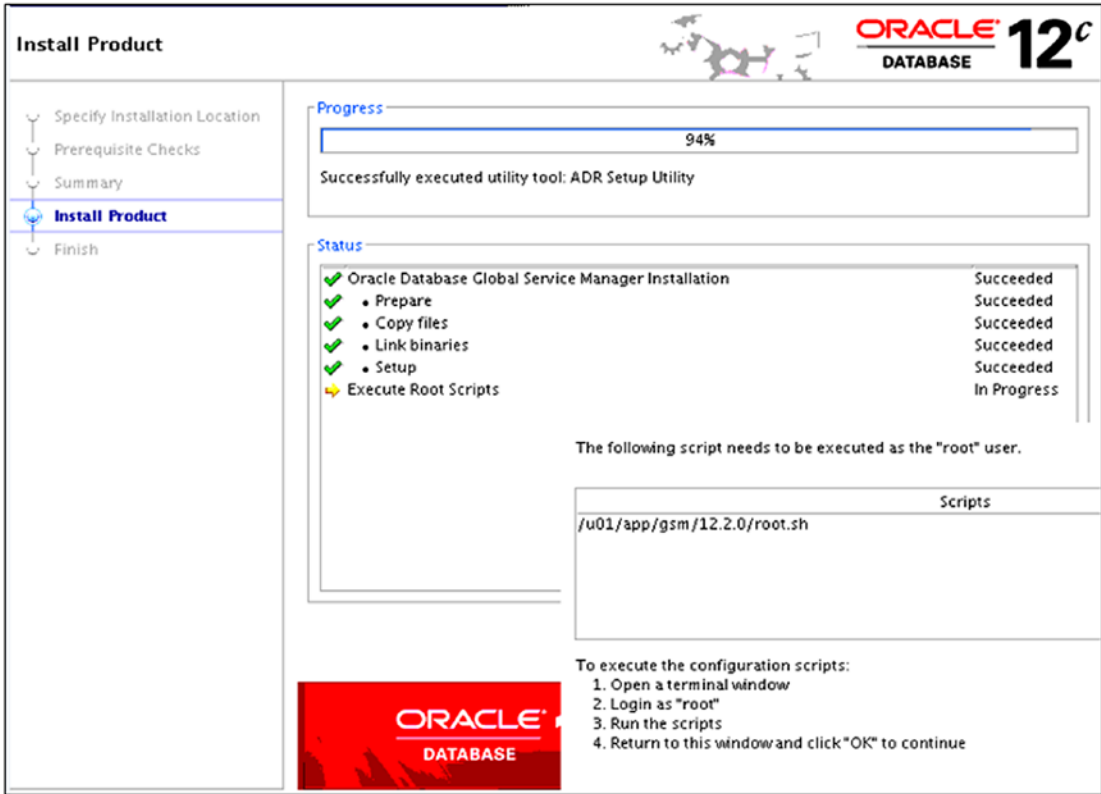 Install Product
ORACLE
DATABASE
12c
Specify Installation Location
Prerequisite Checks
Summary
Install Product
Finish
Progress
94%
Successfully executed utility tool: ADR Setup Utility
Status
Oracle Database Global Service Manager Installation Succeeded
• Prepare Succeeded
• Copy files Succeeded
• Link binaries Succeeded
• Setup Succeeded
Execute Root Scripts In Progress
The following script needs to be executed as the "root" user.
Scripts
/u01/app/gsm/12.2.0/root.sh
To execute the configuration scripts:
1. Open a terminal window
2. Login as "root"
3. Run the scripts
4. Return to this window and click "OK" to continue
ORACLE
DATABASE